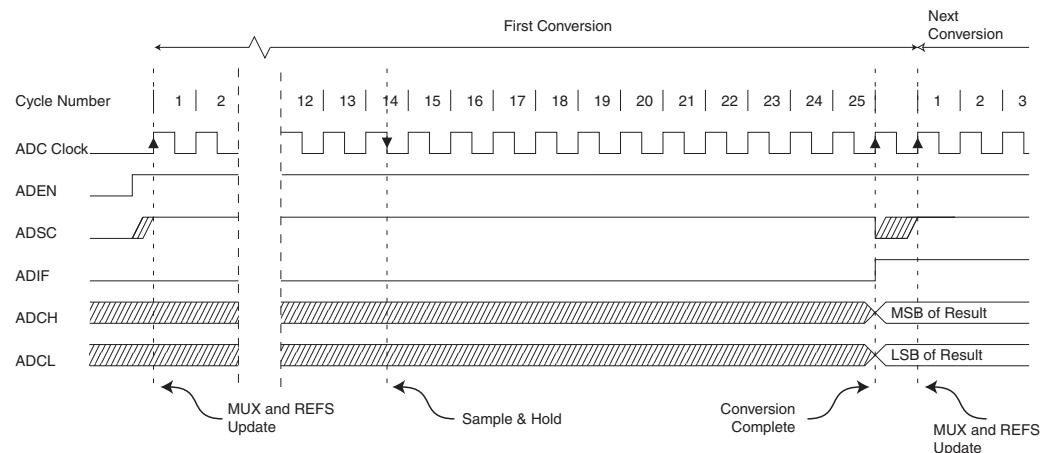 First Conversion
Next
Conversion
Cycle Number 1 2 12 13 14 15 16 17 18 19 20 21 22 23 24 25 1 2 3
ADC Clock
ADEN
ADSC
ADIF
ADCH MSB of Result
ADCL LSB of Result
MUX and REFS
Update
Sample & Hold
Conversion
Complete
MUX and REFS
Update